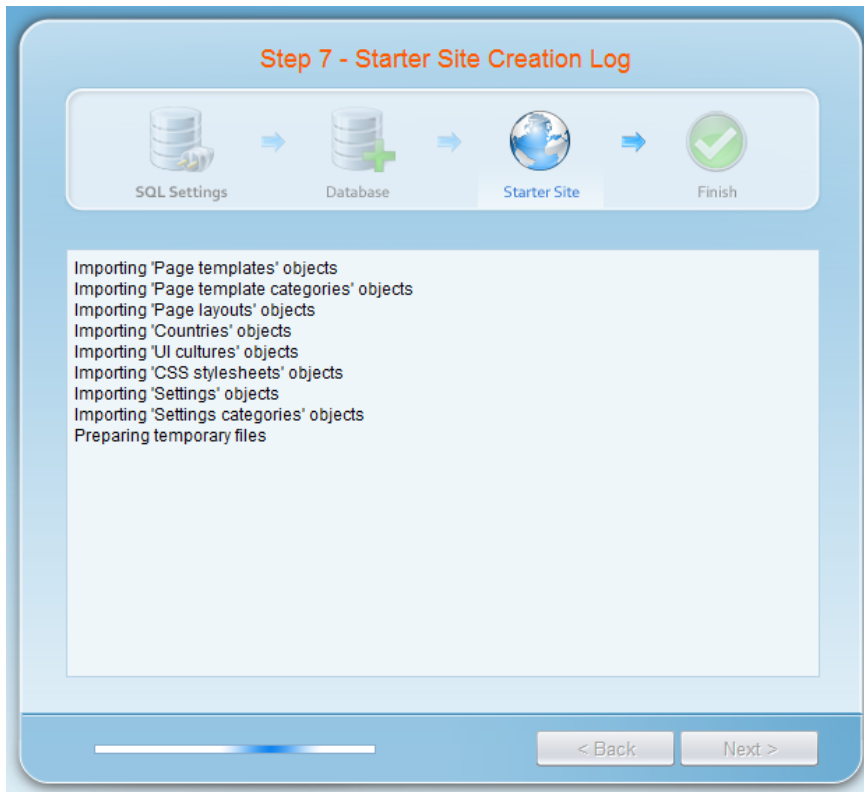 Step 7 - Starter Site Creation Log
SQL Settings
Database
Starter Site
Finish
Importing 'Page templates' objects
Importing 'Page template categories' objects
Importing 'Page layouts' objects
Importing 'Countries' objects
Importing 'UI cultures' objects
Importing 'CSS stylesheets' objects
Importing 'Settings' objects
Importing 'Settings categories' objects
Preparing temporary files
< Back
Next >